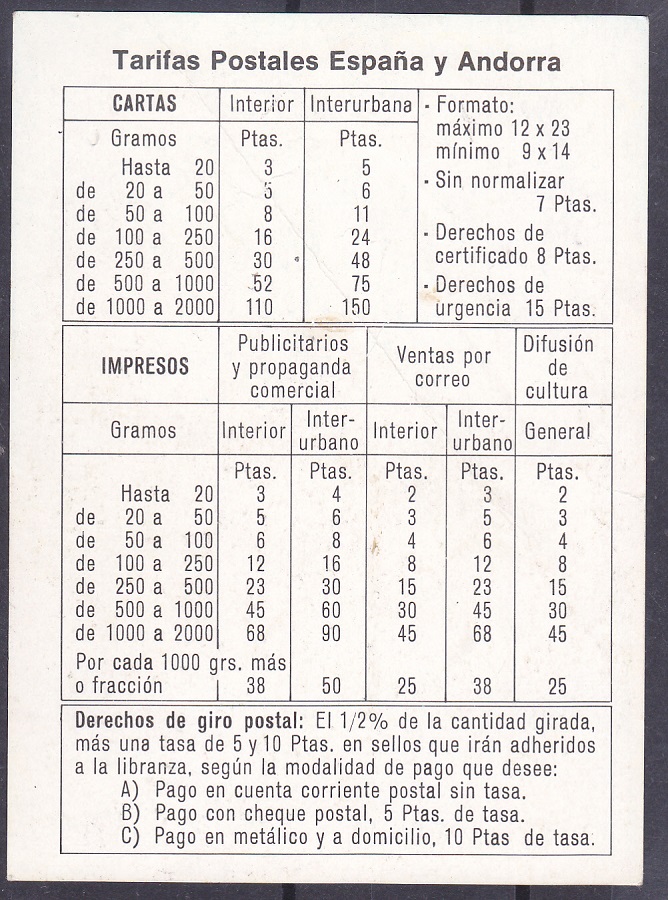 Tarifas Postales España y Andorra
CARTAS Interior Interurbana
Gramos Ptas. Ptas.
Hasta 20 3 5
de 20 a 50 5 6
de 50 a 100 8 11
de 100 a 250 16 24
de 250 a 500 30 48
de 500 a 1000 52 75
de 1000 a 2000 110 150
- Formato:
máximo 12 x 23
mínimo 9 x 14
- Sin normalizar
7 Ptas.
- Derechos de
certificado 8 Ptas.
- Derechos de
urgencia 15 Ptas.
IMPRESOS
Publicitarios
y propaganda
comercial
Ventas por
correo
Difusión
de
cultura
Gramos Interior Inter-
urbano Interior Inter-
urbano General
Ptas. Ptas. Ptas. Ptas. Ptas.
Hasta 20 3 4 2 3 2
de 20 a 50 5 6 3 5 3
de 50 a 100 6 8 4 6 4
de 100 a 250 12 16 8 12 8
de 250 a 500 23 30 15 23 15
de 500 a 1000 45 60 30 45 30
de 1000 a 2000 68 90 45 68 45
Por cada 1000 grs. más
o fracción 38 50 25 38 25
Derechos de giro postal: El 1/2% de la cantidad girada,
más una tasa de 5 y 10 Ptas. en sellos que irán adheridos
a la libranza, según la modalidad de pago que desee:
A) Pago en cuenta corriente postal sin tasa.
B) Pago con cheque postal, 5 Ptas. de tasa.
C) Pago en metálico y a domicilio, 10 Ptas de tasa.